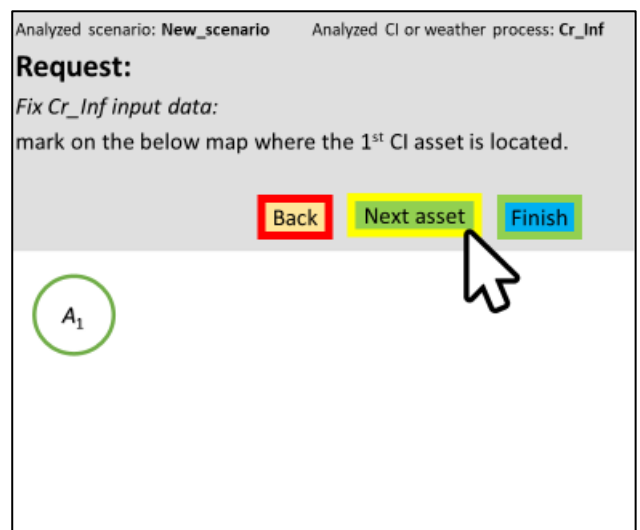 Analyzed scenario: New_scenario Analyzed CI or weather process: Cr_Inf
Request:
Fix Cr_Inf input data:
mark on the below map where the 1st CI asset is located.
Back Next asset Finish
A1